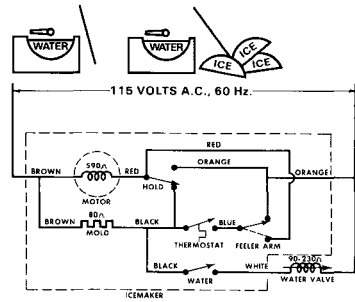 WATER
WATER
ICE
ICE
ICE
115 VOLTS A.C., 60 Hz.
RED
ORANGE
590Ω
BROWN
RED
ORANGE
HOLD
MOTOR
80Ω
BROWN
BLACK
BLUE
MOLD
THERMOSTAT
FEELER ARM
90-230Ω
BLACK
WHITE
WATER
WATER VALVE
ICEMAKER